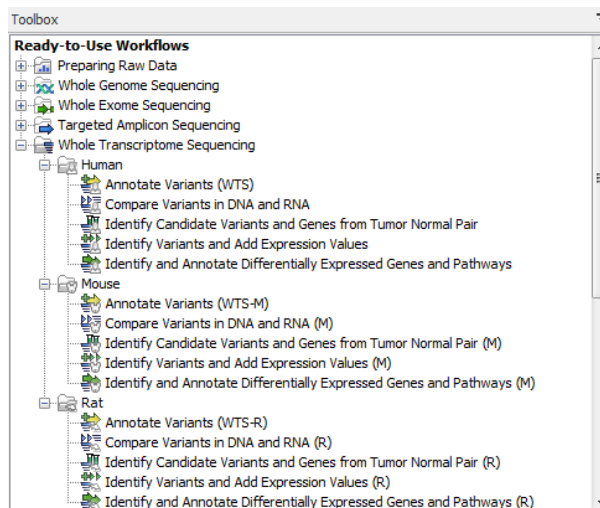 Toolbox
Ready-to-Use Workflows
Preparing Raw Data
Whole Genome Sequencing
Whole Exome Sequencing
Targeted Amplicon Sequencing
Whole Transcriptome Sequencing
Human
Annotate Variants (WTS)
Compare Variants in DNA and RNA
Identify Candidate Variants and Genes from Tumor Normal Pair
Identify Variants and Add Expression Values
Identify and Annotate Differentially Expressed Genes and Pathways
Mouse
Annotate Variants (WTS-M)
Compare Variants in DNA and RNA (M)
Identify Candidate Variants and Genes from Tumor Normal Pair (M)
Identify Variants and Add Expression Values (M)
Identify and Annotate Differentially Expressed Genes and Pathways (M)
Rat
Annotate Variants (WTS-R)
Compare Variants in DNA and RNA (R)
Identify Candidate Variants and Genes from Tumor Normal Pair (R)
Identify Variants and Add Expression Values (R)
Identify and Annotate Differentially Expressed Genes and Pathways (R)